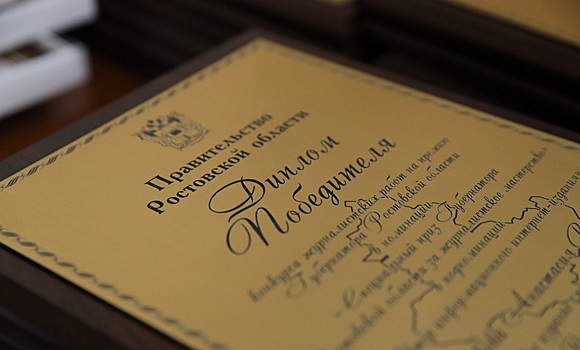 Правительство
Ростовской области
Диплом
Победителя
конкурса журналистских работ на премию
Губернатора Ростовской области
в номинации
« Специальный приз Губернатора
Ростовской области за журналистское мастерство»
в номинации
информационного интернет-издания
Анастасия